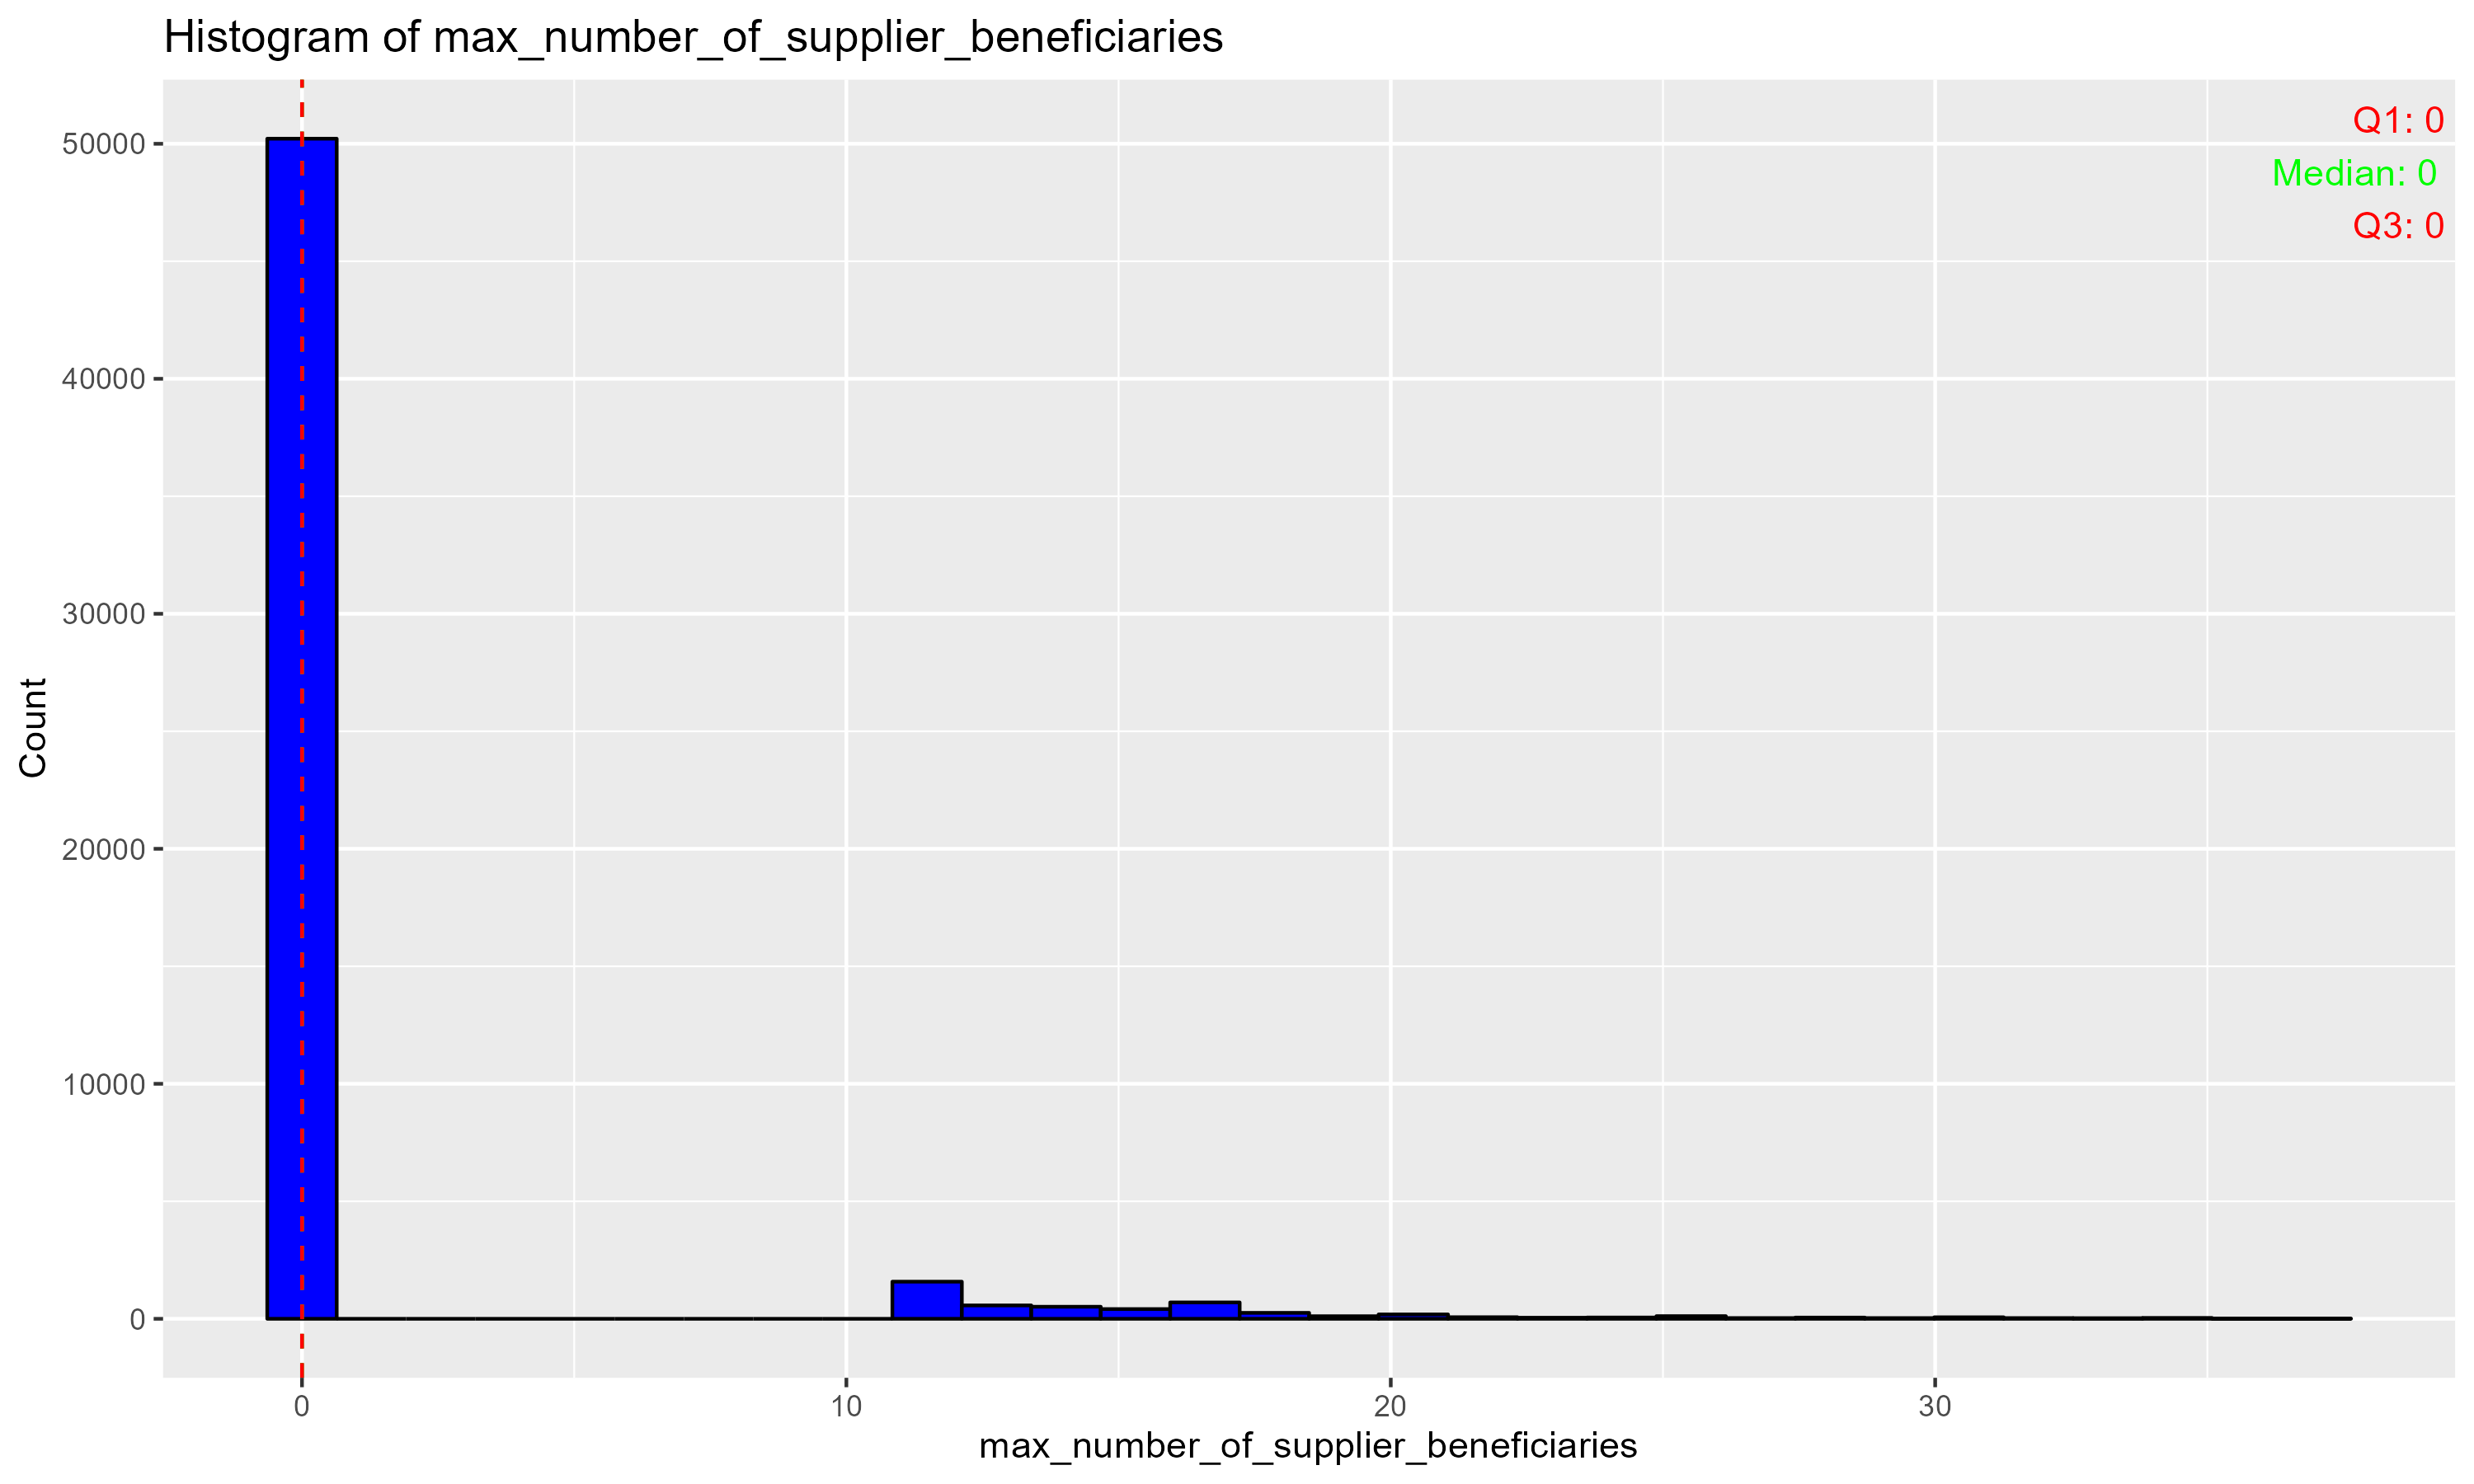 Histogram of max_number_of_supplier_beneficiaries
Q1: 0
Median: 0
Q3: 0
50000
40000
30000
20000
10000
0
Count
0 10 20 30
max_number_of_supplier_beneficiaries